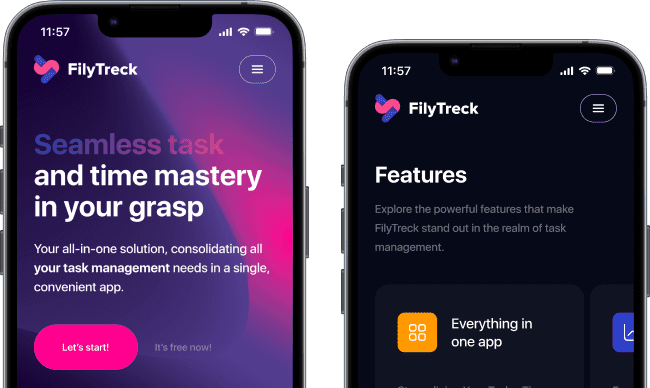 11:57
FilyTreck
Seamless task
and time mastery
in your grasp
Your all-in-one solution, consolidating all
your task management needs in a single,
convenient app.
Let's start!
It's free now!
11:57
FilyTreck
Features
Explore the powerful features that make
FilyTreck stand out in the realm of task
management.
Everything in
one app